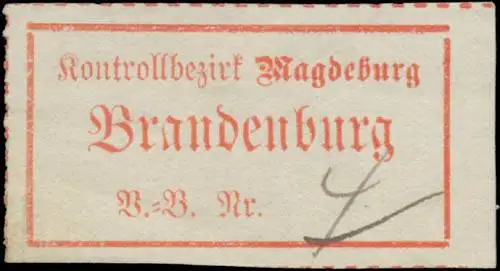 Kontrollbezirk Magdeburg
Brandenburg
V.=B. Nr.